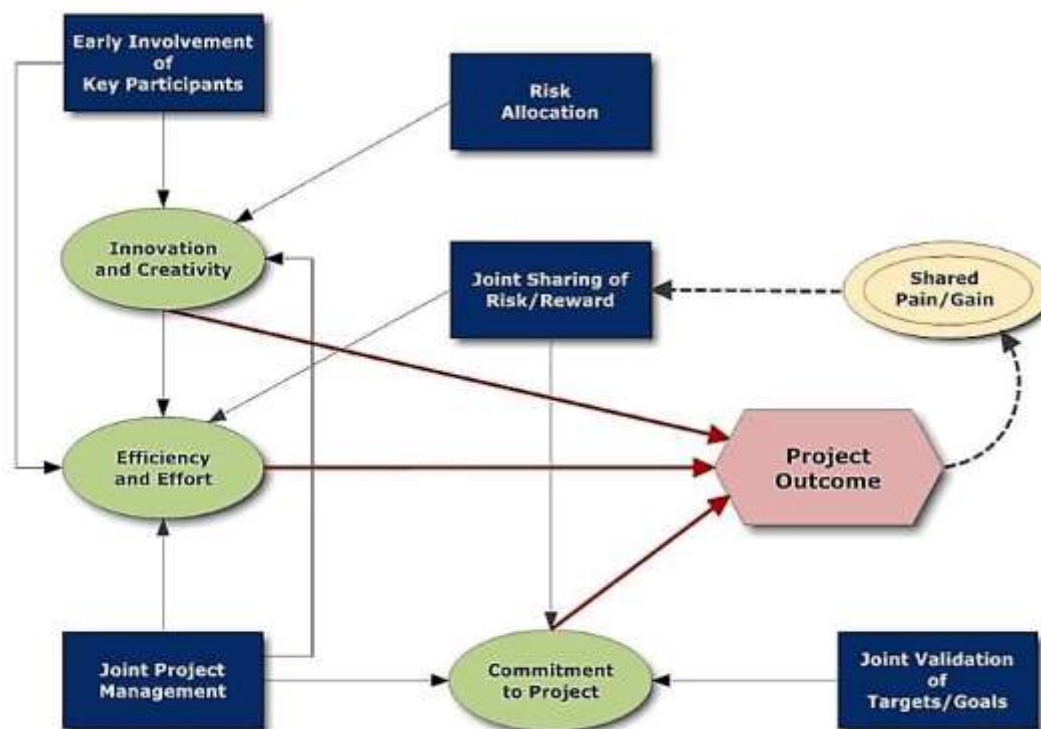 Early Involvement
of
Key Participants
Risk
Allocation
Innovation
and Creativity
Joint Sharing of
Risk/Reward
Shared
Pain/Gain
Efficiency
and Effort
Project
Outcome
Joint Project
Management
Commitment
to Project
Joint Validation
of
Targets/Goals